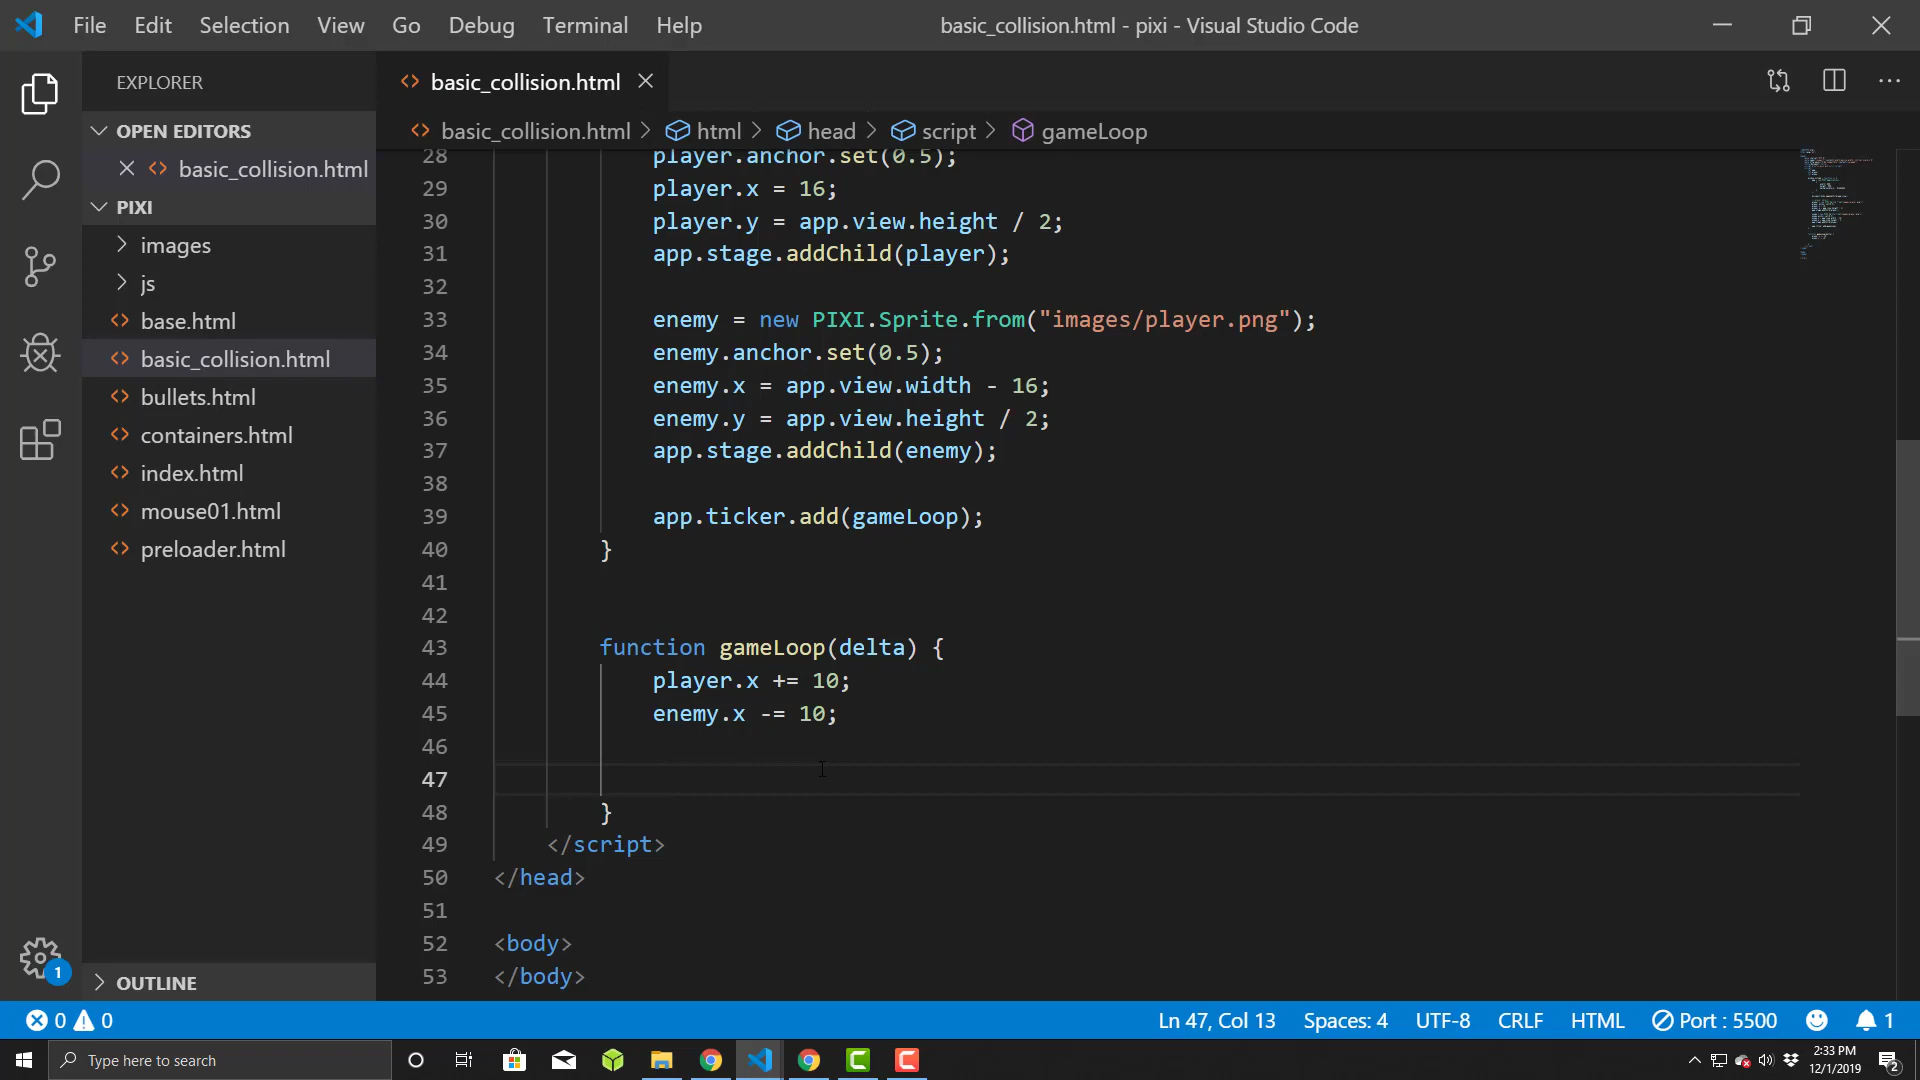 File Edit Selection View Go Debug Terminal Help
basic_collision.html - pixi - Visual Studio Code
EXPLORER
OPEN EDITORS
basic_collision.html
PIXI
images
js
base.html
basic_collision.html
bullets.html
containers.html
index.html
mouse01.html
preloader.html
OUTLINE
basic_collision.html
basic_collision.html > html > head > script > gameLoop
28 player.anchor.set(0.5);
29 player.x = 16;
30 player.y = app.view.height / 2;
31 app.stage.addChild(player);
32
33 enemy = new PIXI.Sprite.from("images/player.png");
34 enemy.anchor.set(0.5);
35 enemy.x = app.view.width - 16;
36 enemy.y = app.view.height / 2;
37 app.stage.addChild(enemy);
38
39 app.ticker.add(gameLoop);
40 }
41
42
43 function gameLoop(delta) {
44 player.x += 10;
45 enemy.x -= 10;
46
47
48 }
49 </script>
50 </head>
51
52 <body>
53 </body>
1
0 0
Ln 47, Col 13 Spaces: 4 UTF-8 CRLF HTML Port : 5500 1
Type here to search
2:33 PM
12/1/2019
2